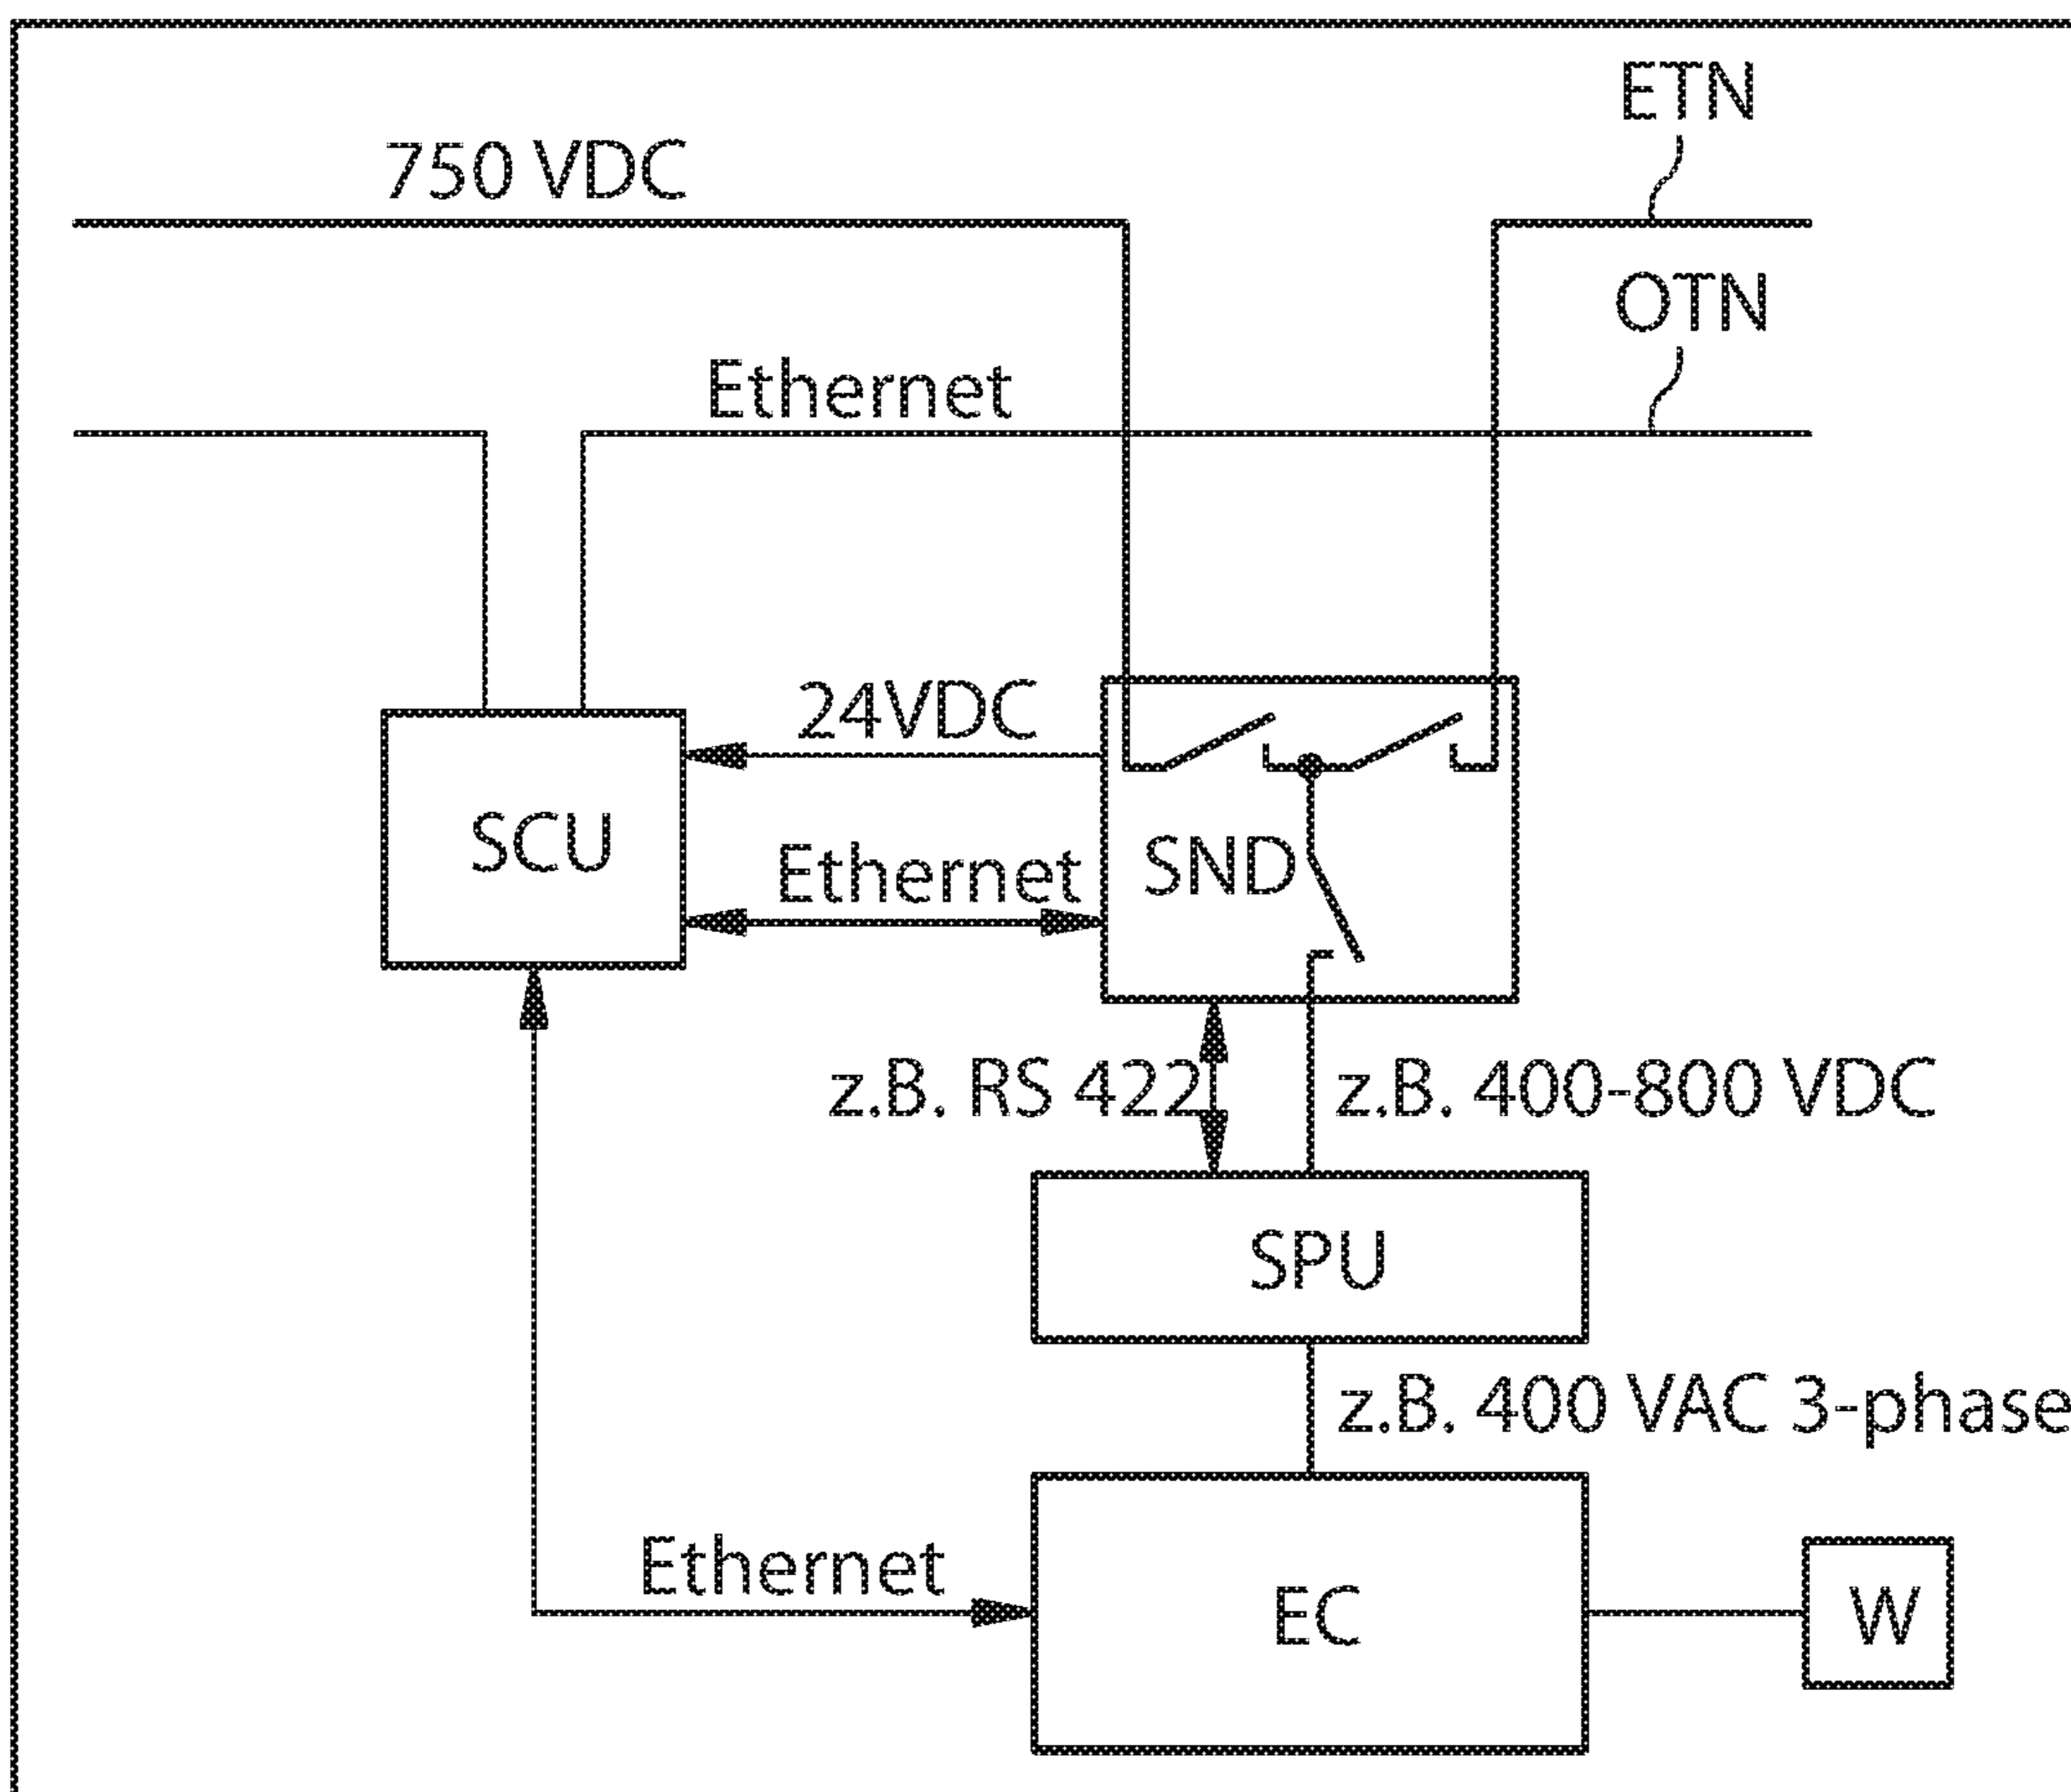 ETN
750 VDC
OTN
Ethernet
24VDC
SCU
Ethernet
SND
z.B. RS 422
z.B. 400-800 VDC
SPU
z.B. 400 VAC 3-phase
Ethernet
EC
W